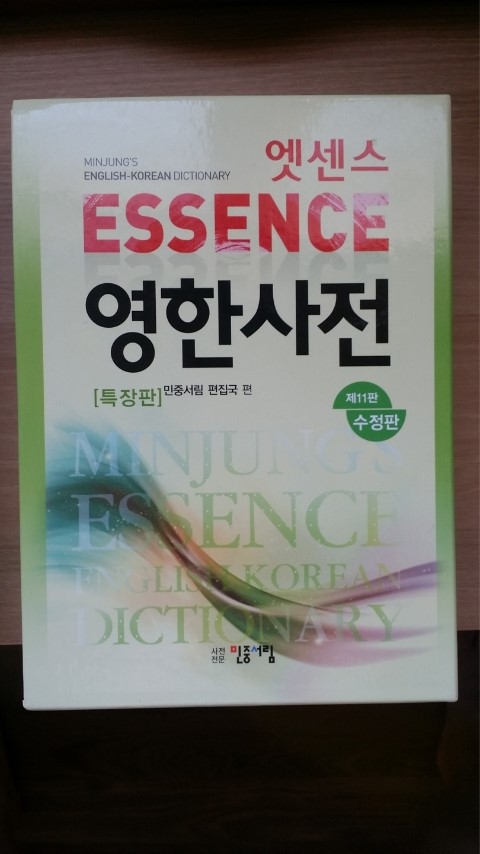 엣센스
MINJUNG'S
ENGLISH-KOREAN DICTIONARY
ESSENCE
영한사전
[특장판] 민중서림 편집국 편
제11판
수정판
MINJUNG'S
ESSENCE
ENGLISH-KOREAN
DICTIONARY
사전
전문
민중서림